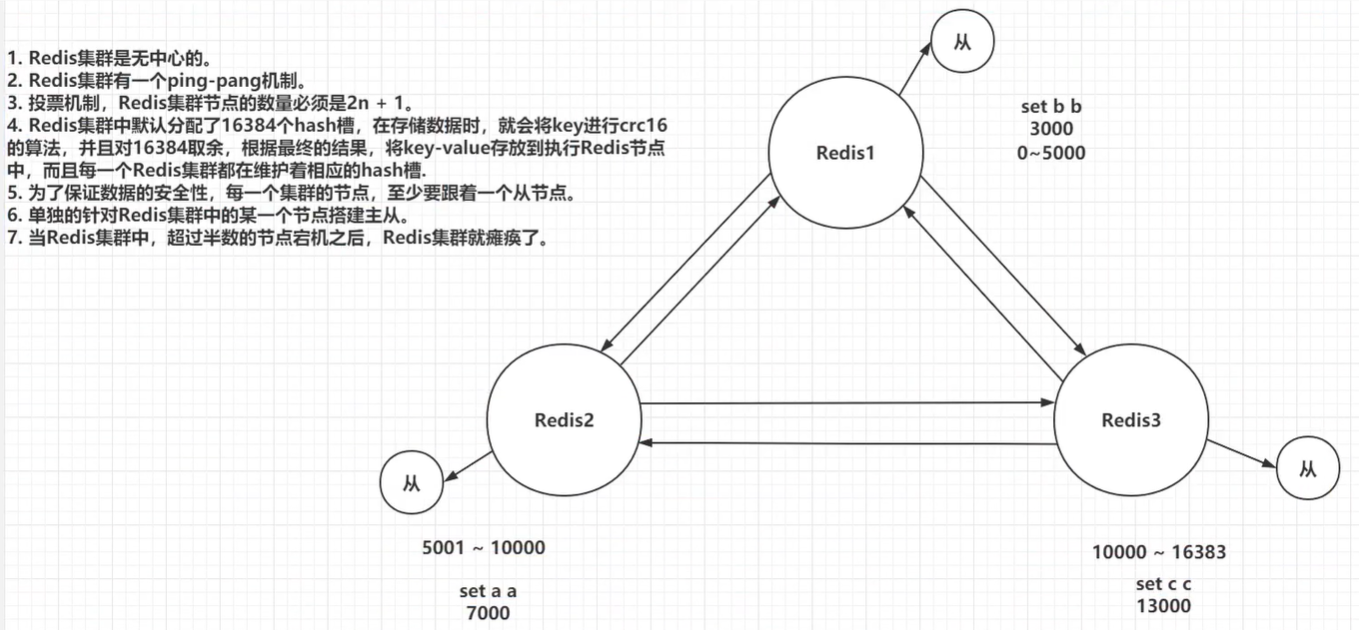 1. Redis集群是无中心的。
2. Redis集群有一个ping-pang机制。
3. 投票机制，Redis集群节点的数量必须是2n + 1。
4. Redis集群中默认分配了16384个hash槽，在存储数据时，就会将key进行crc16
的算法，并且对16384取余，根据最终的结果，将key-value存放到执行Redis节点
中，而且每一个Redis集群都在维护着相应的hash槽.
5. 为了保证数据的安全性，每一个集群的节点，至少要跟着一个从节点。
6. 单独的针对Redis集群中的某一个节点搭建主从。
7. 当Redis集群中，超过半数的节点宕机之后，Redis集群就瘫痪了。
从
Redis1
set b b
3000
0~5000
Redis2
Redis3
从
从
5001 ~ 10000
set a a
7000
10000 ~ 16383
set c c
13000